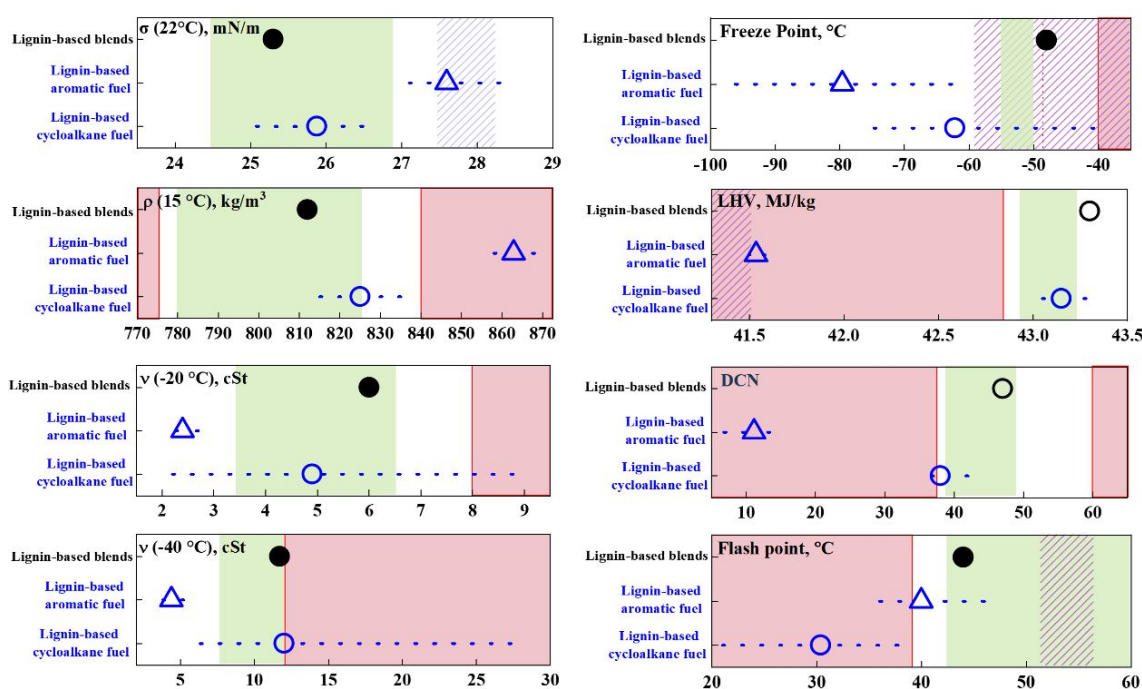 σ (22°C), mN/m
Lignin-based blends
Lignin-based
aromatic fuel
Lignin-based
cycloalkane fuel
24 25 26 27 28 29
ρ (15 °C), kg/m³
Lignin-based blends
Lignin-based
aromatic fuel
Lignin-based
cycloalkane fuel
770 780 800 820 840 860 872
ν (-20 °C), cSt
Lignin-based blends
Lignin-based
aromatic fuel
Lignin-based
cycloalkane fuel
2 3 4 5 6 7 8 9
ν (-40 °C), cSt
Lignin-based blends
Lignin-based
aromatic fuel
Lignin-based
cycloalkane fuel
5 10 15 20 25 30
Freeze Point, °C
Lignin-based blends
Lignin-based
aromatic fuel
Lignin-based
cycloalkane fuel
-100 -90 -80 -70 -60 -50 -40
LHV, MJ/kg
Lignin-based blends
Lignin-based
aromatic fuel
Lignin-based
cycloalkane fuel
41.5 42.0 42.5 43.0 43.5
DCN
Lignin-based blends
Lignin-based
aromatic fuel
Lignin-based
cycloalkane fuel
10 20 30 40 50 60
Flash point, °C
Lignin-based blends
Lignin-based
aromatic fuel
Lignin-based
cycloalkane fuel
20 30 40 50 60